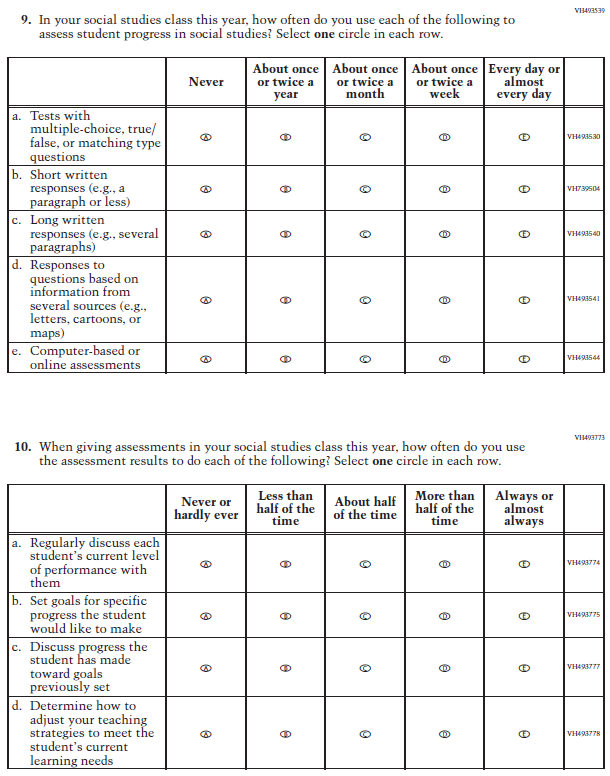 VH493539
9. In your social studies class this year, how often do you use each of the following to
assess student progress in social studies? Select one circle in each row.
Never
About once
or twice a
year
About once
or twice a
month
About once
or twice a
week
Every day or
almost
every day
a. Tests with
multiple-choice, true/
false, or matching type
questions
A B C D E VH493530
b. Short written
responses (e.g., a
paragraph or less)
A B C D E VH739504
c. Long written
responses (e.g., several
paragraphs)
A B C D E VH493540
d. Responses to
questions based on
information from
several sources (e.g.,
letters, cartoons, or
maps)
A B C D E VH493541
e. Computer-based or
online assessments
A B C D E VH493544
VH493773
10. When giving assessments in your social studies class this year, how often do you use
the assessment results to do each of the following? Select one circle in each row.
Never or
hardly ever
Less than
half of the
time
About half
of the time
More than
half of the
time
Always or
almost
always
a. Regularly discuss each
student's current level
of performance with
them
A B C D E VH493774
b. Set goals for specific
progress the student
would like to make
A B C D E VH493775
c. Discuss progress the
student has made
toward goals
previously set
A B C D E VH493777
d. Determine how to
adjust your teaching
strategies to meet the
student's current
learning needs
A B C D E VH493778